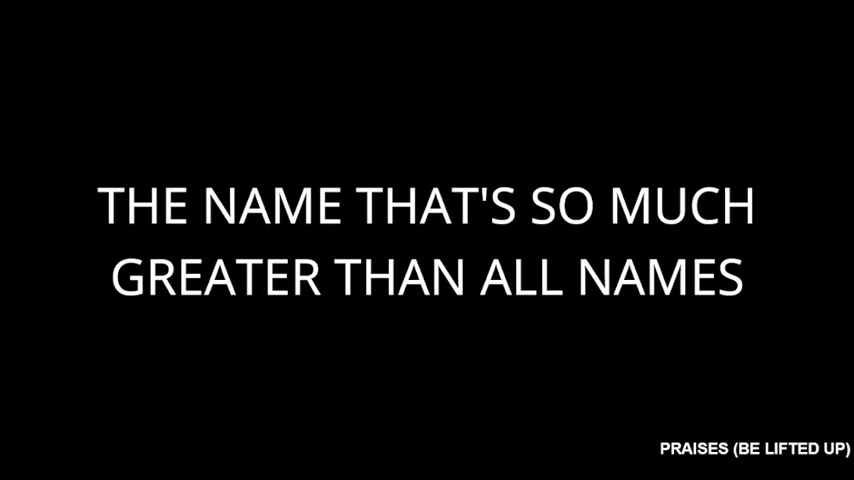 THE NAME THAT'S SO MUCH
GREATER THAN ALL NAMES
PRAISES (BE LIFTED UP)